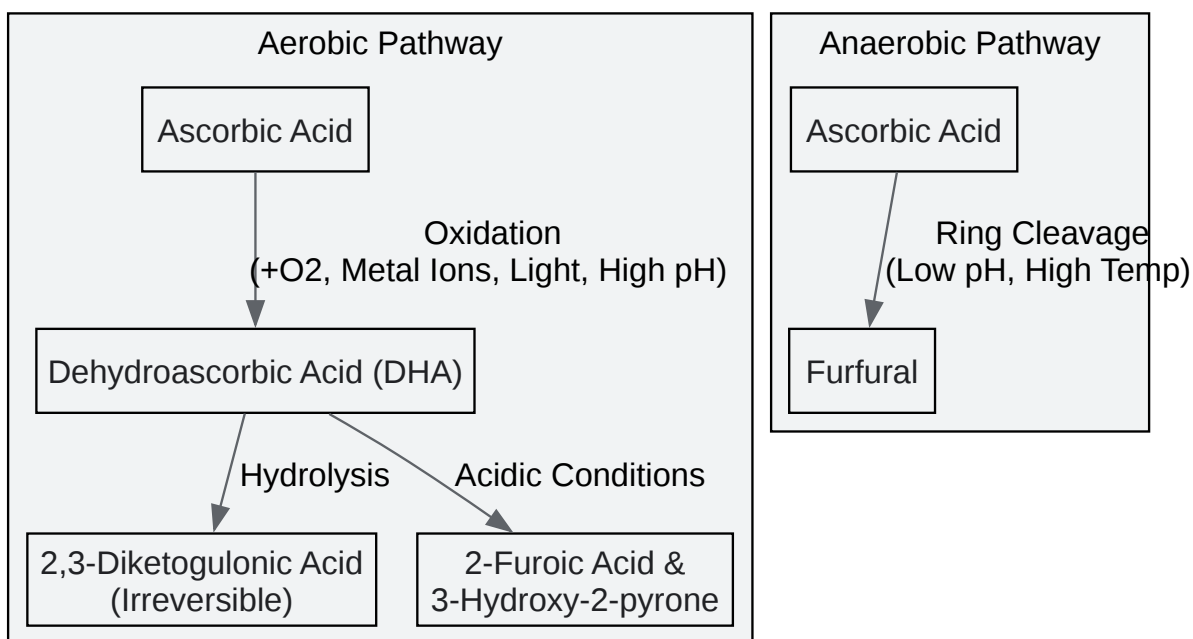 Aerobic Pathway
Ascorbic Acid
Oxidation
(+O2, Metal Ions, Light, High pH)
Dehydroascorbic Acid (DHA)
Hydrolysis
Acidic Conditions
2,3-Diketogulonic Acid
(Irreversible)
2-Furoic Acid &
3-Hydroxy-2-pyrone
Anaerobic Pathway
Ascorbic Acid
Ring Cleavage
(Low pH, High Temp)
Furfural